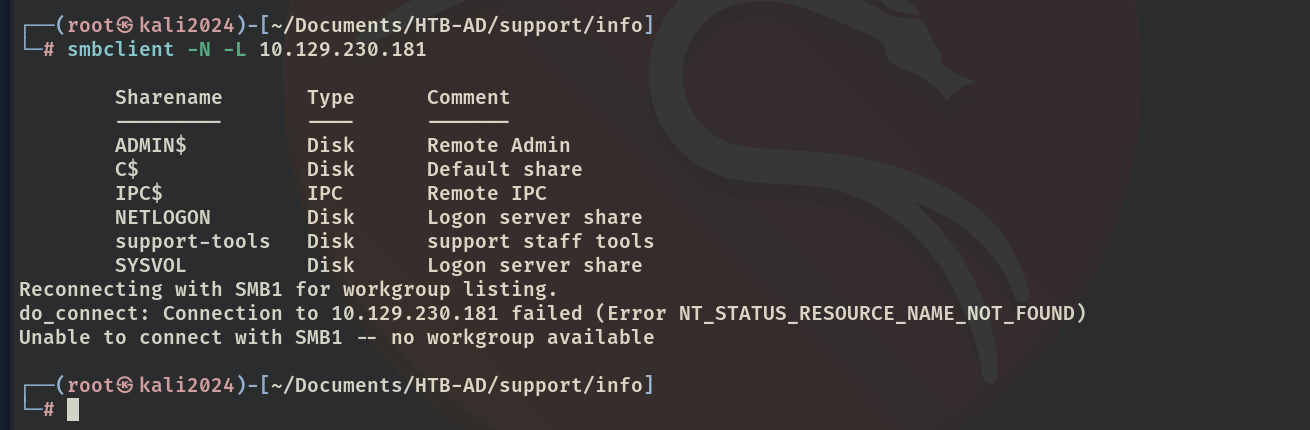 ┌──(root㉿kali2024)-[~/Documents/HTB-AD/support/info]
└─# smbclient -N -L 10.129.230.181
Sharename Type Comment
--------- ---- -------
ADMIN$ Disk Remote Admin
C$ Disk Default share
IPC$ IPC Remote IPC
NETLOGON Disk Logon server share
support-tools Disk support staff tools
SYSVOL Disk Logon server share
Reconnecting with SMB1 for workgroup listing.
do_connect: Connection to 10.129.230.181 failed (Error NT_STATUS_RESOURCE_NAME_NOT_FOUND)
Unable to connect with SMB1 -- no workgroup available
┌──(root㉿kali2024)-[~/Documents/HTB-AD/support/info]
└─#